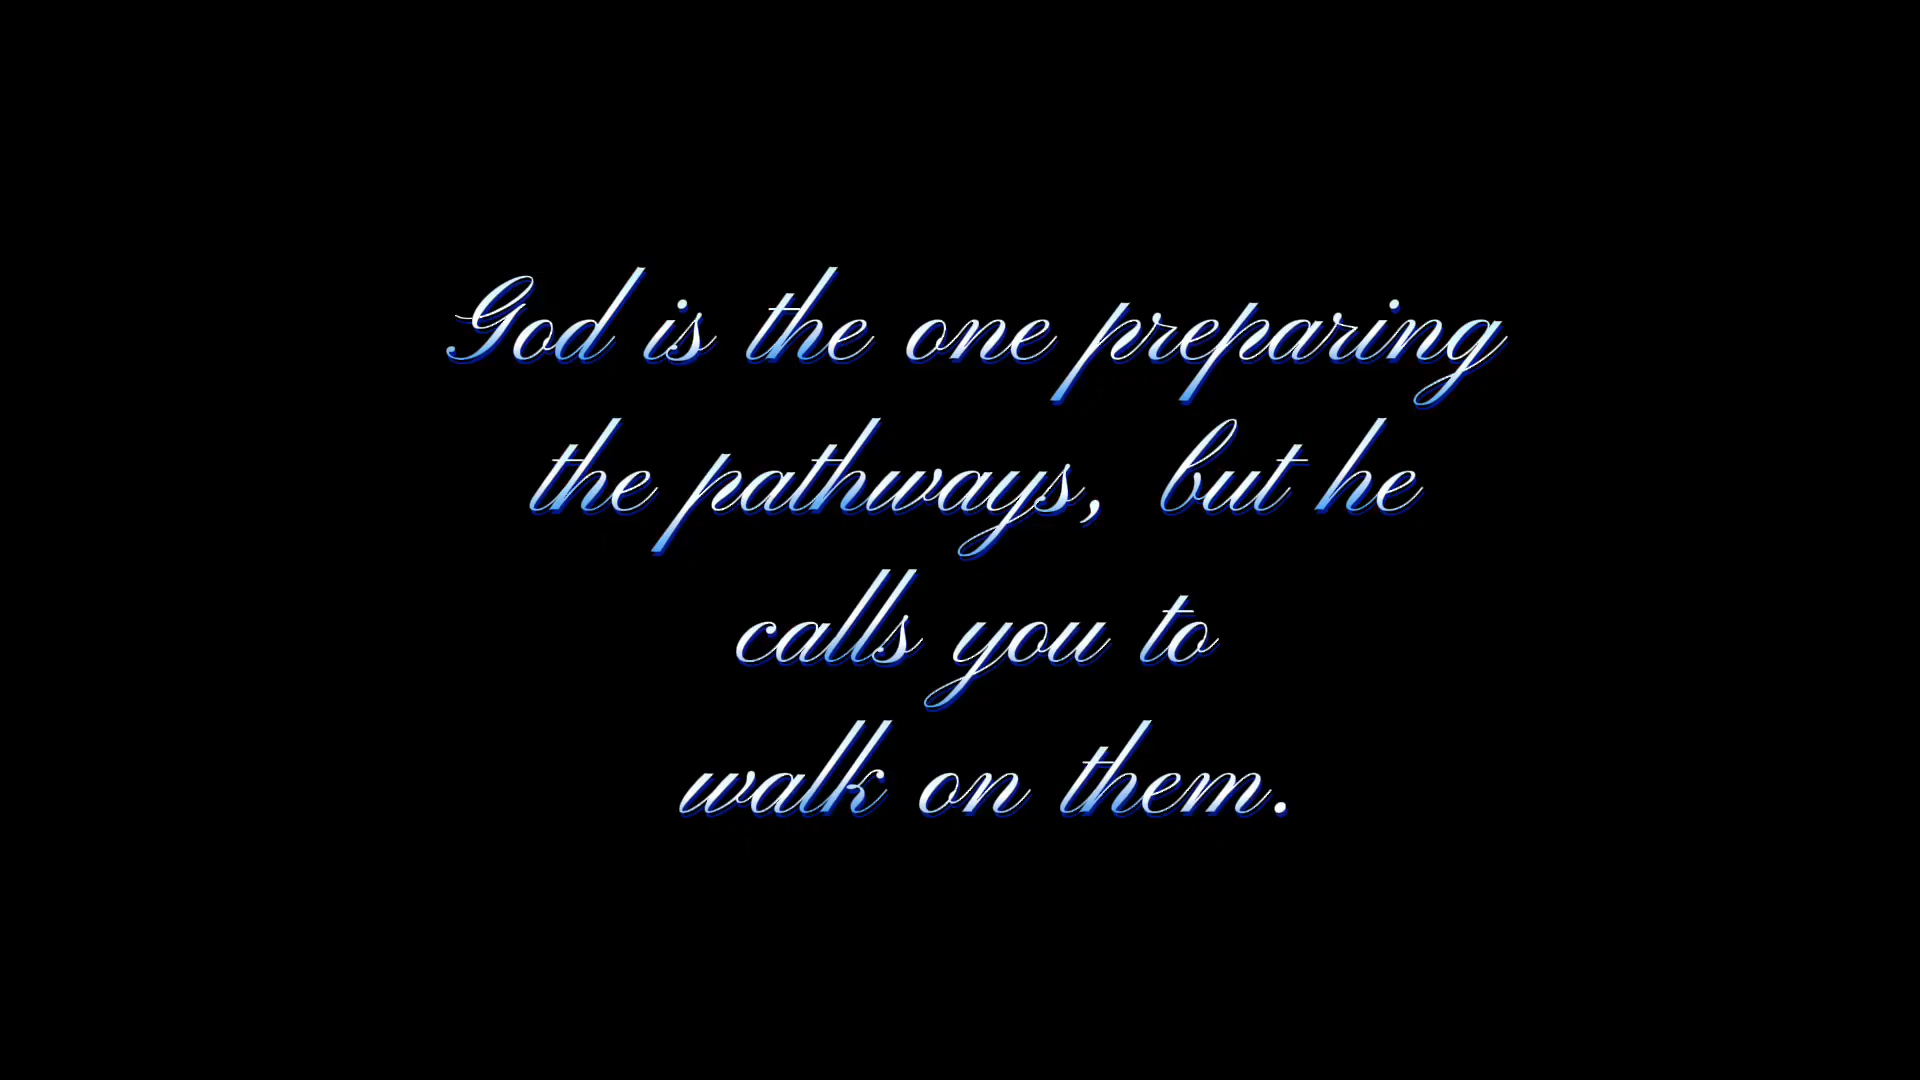 God is the one preparing
the pathways, but he
calls you to
walk on them.